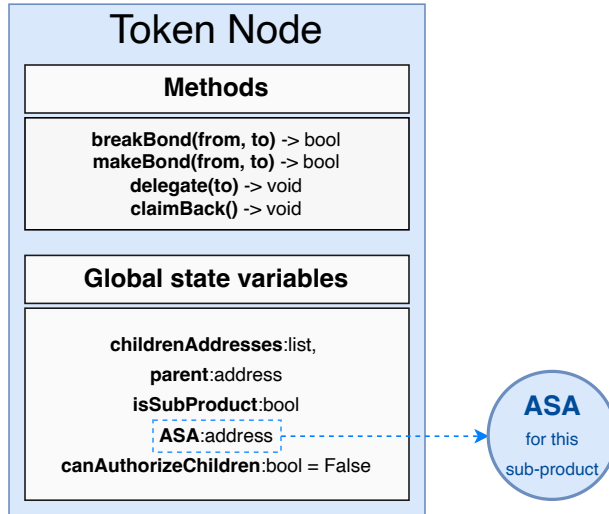 Token Node
Methods
breakBond(from, to) -> bool
makeBond(from, to) -> bool
delegate(to) -> void
claimBack() -> void
Global state variables
childrenAddresses:list,
parent:address
isSubProduct:bool
ASA:address
canAuthorizeChildren:bool = False
ASA
for this
sub-product